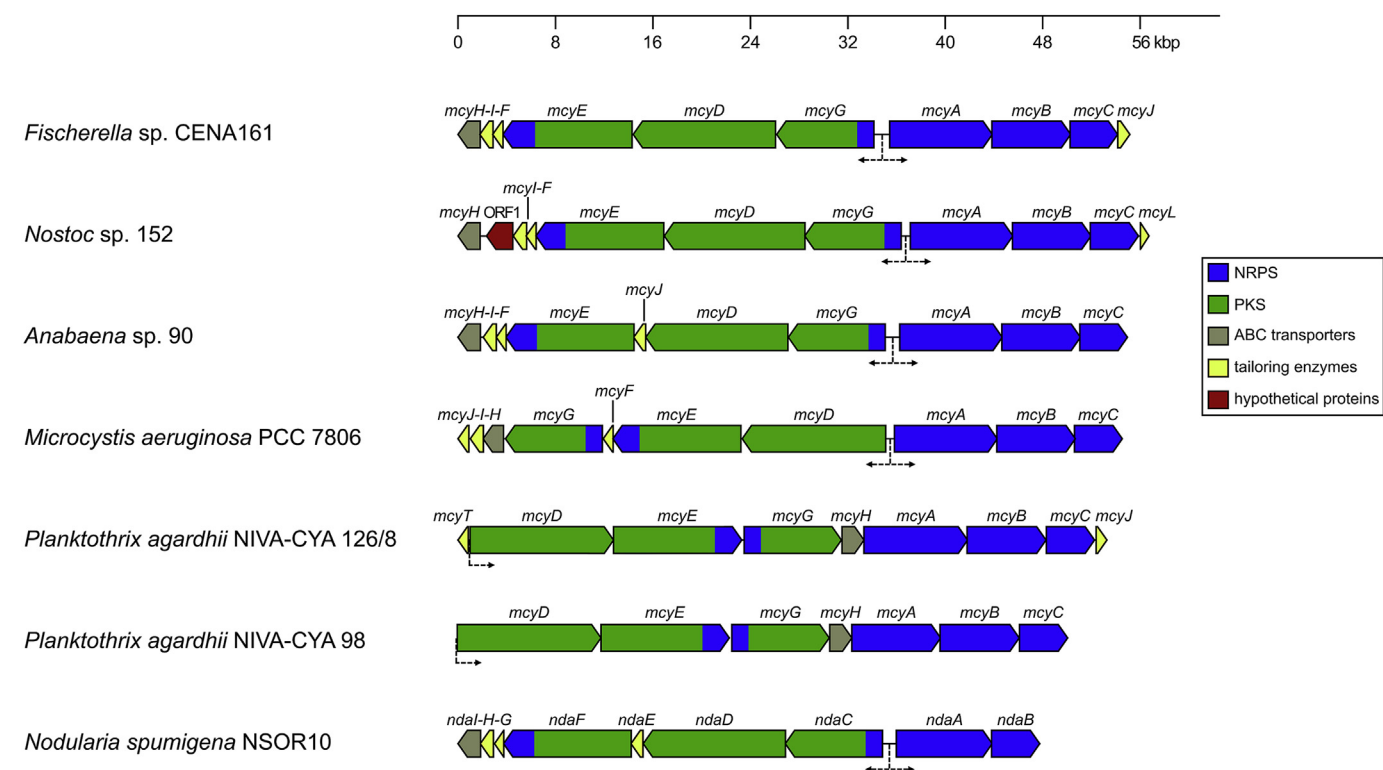 0 8 16 24 32 40 48 56 kbp
mcyH-I-F mcyE mcyD mcyG mcyA mcyB mcyC mcyJ
Fischerella sp. CENA161
mcyI-F
mcyH ORF1 mcyE mcyD mcyG mcyA mcyB mcyC mcyL
Nostoc sp. 152
NRPS
PKS
ABC transporters
tailoring enzymes
hypothetical proteins
mcyJ
mcyH-I-F mcyE mcyD mcyG mcyA mcyB mcyC
Anabaena sp. 90
mcyF
mcyJ-I-H mcyG mcyE mcyD mcyA mcyB mcyC
Microcystis aeruginosa PCC 7806
mcyT mcyD mcyE mcyG mcyH mcyA mcyB mcyC mcyJ
Planktothrix agardhii NIVA-CYA 126/8
mcyD mcyE mcyG mcyH mcyA mcyB mcyC
Planktothrix agardhii NIVA-CYA 98
ndaI-H-G ndaF ndaE ndaD ndaC ndaA ndaB
Nodularia spumigena NSOR10